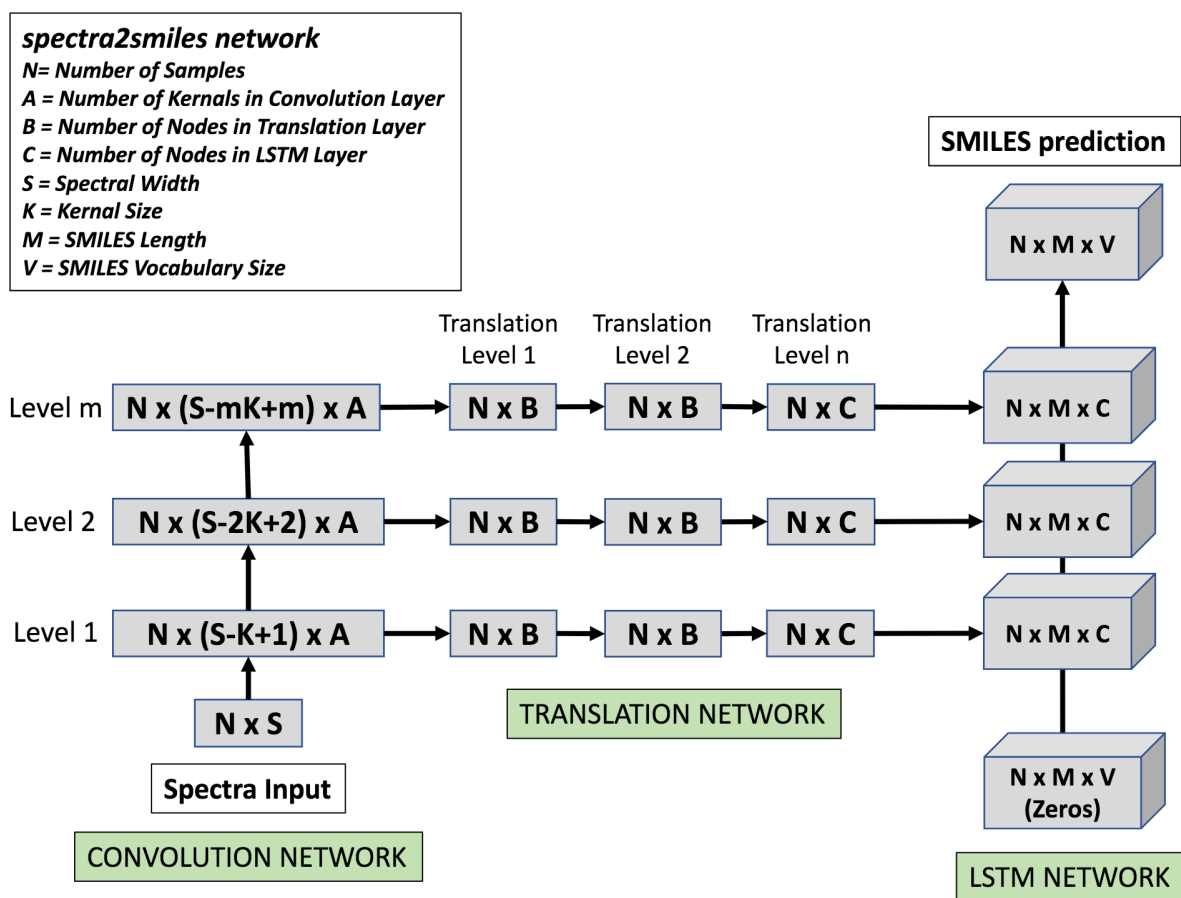 spectra2smiles network
N= Number of Samples
A = Number of Kernals in Convolution Layer
B = Number of Nodes in Translation Layer
C = Number of Nodes in LSTM Layer
S = Spectral Width
K = Kernal Size
M = SMILES Length
V = SMILES Vocabulary Size
SMILES prediction
N x M x V
Translation
Level 1
Translation
Level 2
Translation
Level n
Level m
N x (S-mK+m) x A
N x B
N x B
N x C
N x M x C
Level 2
N x (S-2K+2) x A
N x B
N x B
N x C
N x M x C
Level 1
N x (S-K+1) x A
N x B
N x B
N x C
N x M x C
N x S
TRANSLATION NETWORK
Spectra Input
N x M x V
(Zeros)
CONVOLUTION NETWORK
LSTM NETWORK